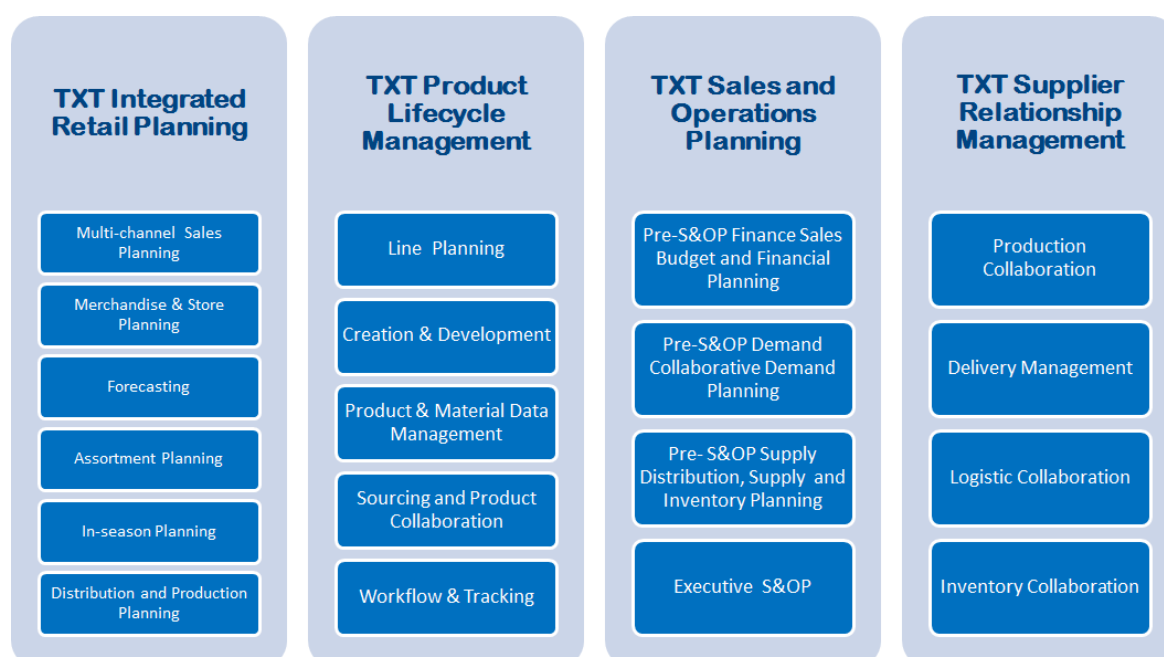 TXT Integrated
Retail Planning
Multi-channel Sales
Planning
Merchandise & Store
Planning
Forecasting
Assortment Planning
In-season Planning
Distribution and Production
Planning
TXT Product
Lifecycle
Management
Line Planning
Creation & Development
Product & Material Data
Management
Sourcing and Product
Collaboration
Workflow & Tracking
TXT Sales and
Operations
Planning
Pre-S&OP Finance Sales
Budget and Financial
Planning
Pre-S&OP Demand
Collaborative Demand
Planning
Pre- S&OP Supply
Distribution, Supply and
Inventory Planning
Executive S&OP
TXT Supplier
Relationship
Management
Production
Collaboration
Delivery Management
Logistic Collaboration
Inventory Collaboration